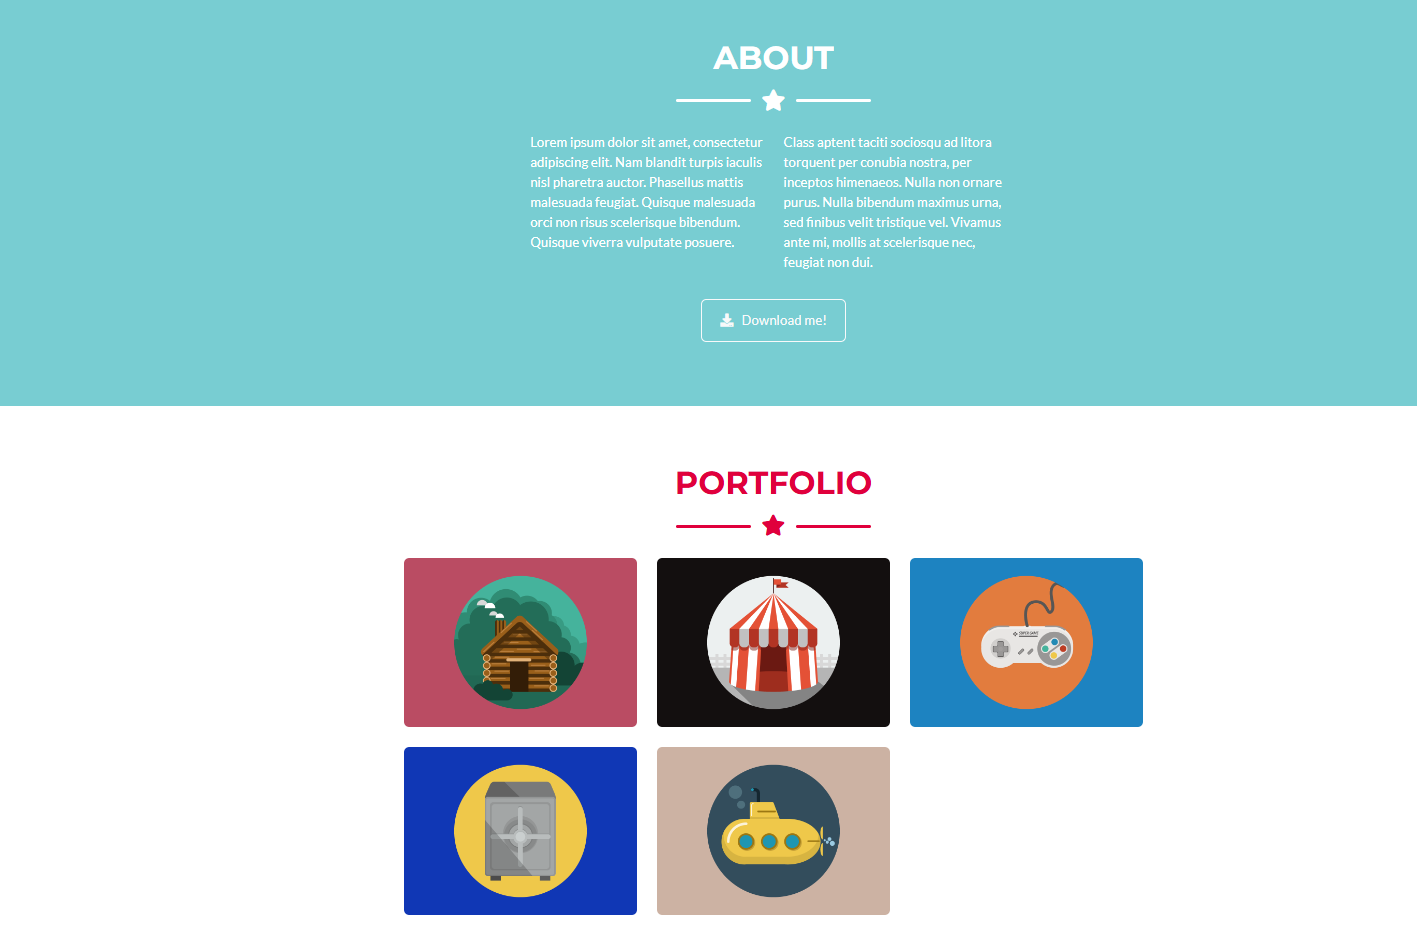 ABOUT
Lorem ipsum dolor sit amet, consectetur
adipiscing elit. Nam blandit turpis iaculis
nisl pharetra auctor. Phasellus mattis
malesuada feugiat. Quisque malesuada
orci non risus scelerisque bibendum.
Quisque viverra vulputate posuere.
Class aptent taciti sociosqu ad litora
torquent per conubia nostra, per
inceptos himenaeos. Nulla non ornare
purus. Nulla bibendum maximus urna,
sed finibus velit tristique vel. Vivamus
ante mi, mollis at scelerisque nec,
feugiat non dui.
Download me!
PORTFOLIO
SUPER GAME